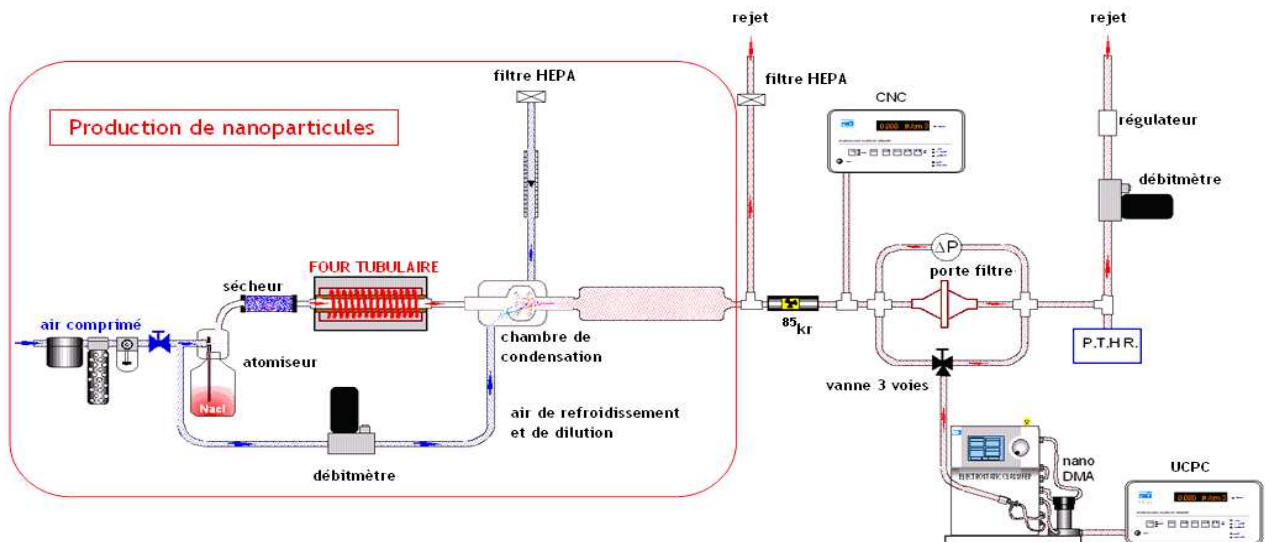 rejet
rejet
filtre HEPA
filtre HEPA
CNC
Production de nanoparticules
régulateur
débitmètre
ΔP
porte filtre
FOUR TUBULAIRE
sécheur
air comprimé
atomiseur
Nacl
chambre de
condensation
85kr
P.T.H.R.
vanne 3 voies
air de refroidissement
et de dilution
débitmètre
nano
DMA
UCPC
ELECTROSTATIC CLASSIFIER